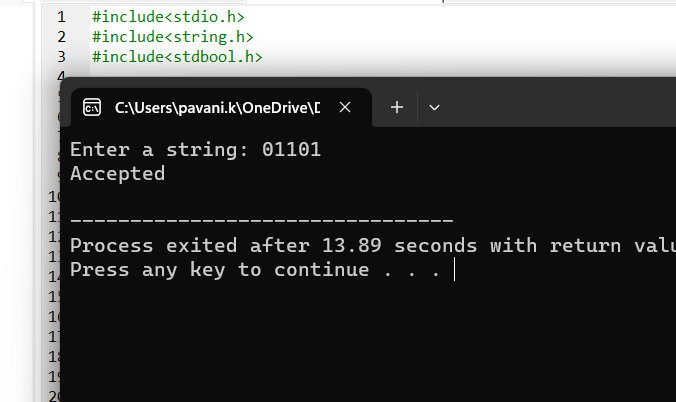 1 #include<stdio.h>
2 #include<string.h>
3 #include<stdbool.h>
4
C:\Users\pavani.k\OneDrive\D
Enter a string: 01101
Accepted
--------------------------------
Process exited after 13.89 seconds with return valu
Press any key to continue . . .